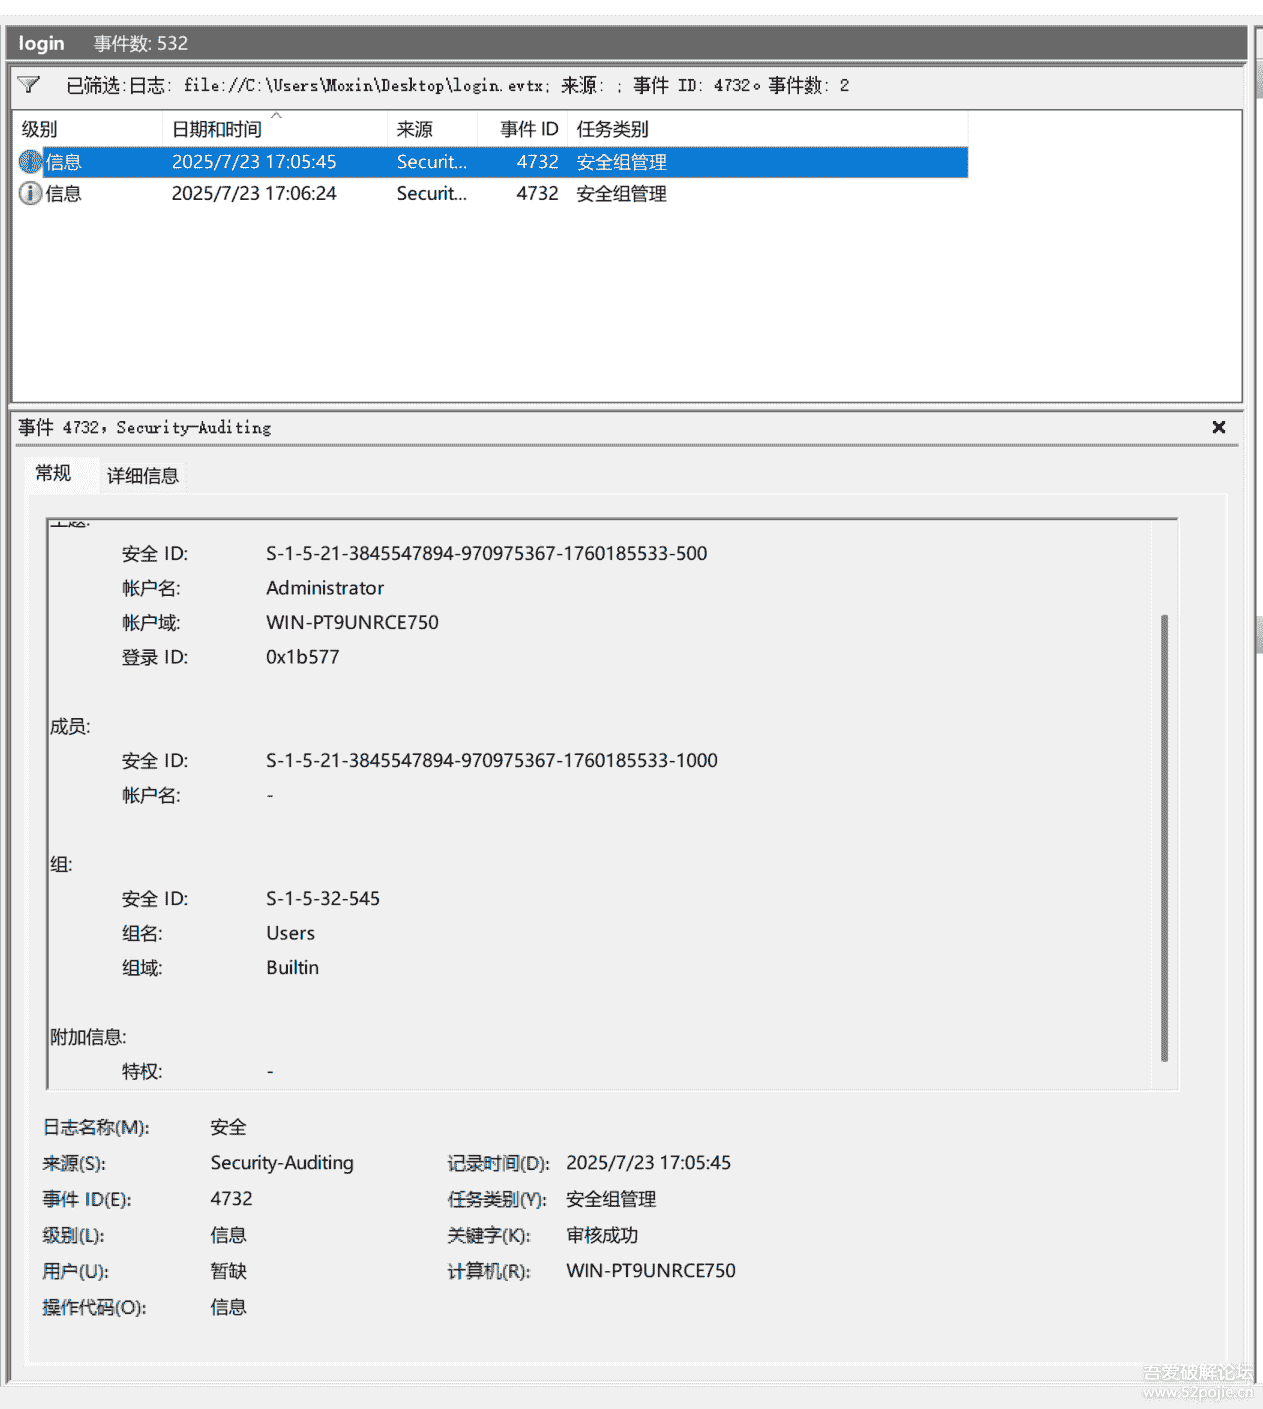 login 事件数: 532
已筛选:日志: file://C:\Users\Moxin\Desktop\login.evtx; 来源: ; 事件 ID: 4732。事件数: 2
级别 日期和时间 来源 事件 ID 任务类别
信息 2025/7/23 17:05:45 Securit... 4732 安全组管理
信息 2025/7/23 17:06:24 Securit... 4732 安全组管理
事件 4732，Security-Auditing
常规 详细信息
主题:
安全 ID: S-1-5-21-3845547894-970975367-1760185533-500
帐户名: Administrator
帐户域: WIN-PT9UNRCE750
登录 ID: 0x1b577
成员:
安全 ID: S-1-5-21-3845547894-970975367-1760185533-1000
帐户名: -
组:
安全 ID: S-1-5-32-545
组名: Users
组域: Builtin
附加信息:
特权: -
日志名称(M): 安全
来源(S): Security-Auditing 记录时间(D): 2025/7/23 17:05:45
事件 ID(E): 4732 任务类别(Y): 安全组管理
级别(L): 信息 关键字(K): 审核成功
用户(U): 暂缺 计算机(R): WIN-PT9UNRCE750
操作代码(O): 信息
吾爱破解论坛
www.52pojie.cn